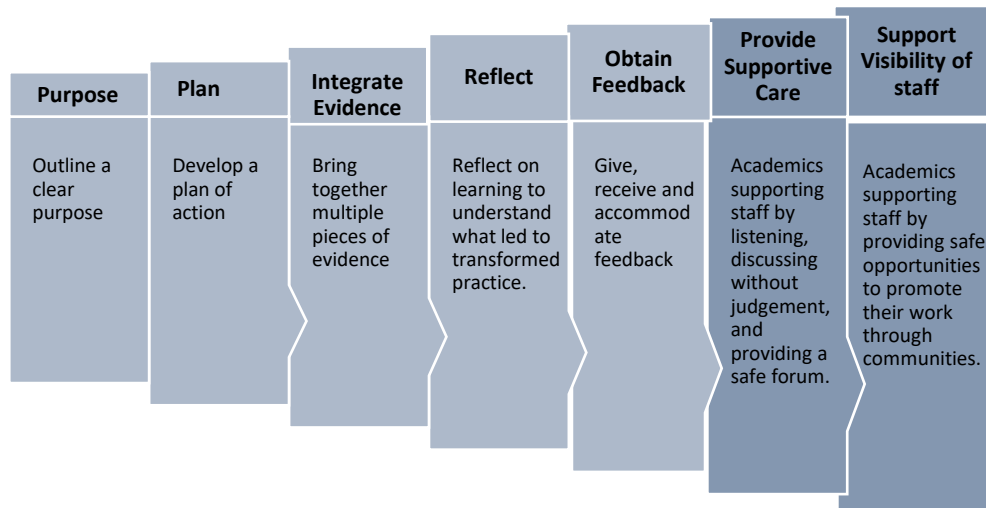 Purpose
Outline a
clear
purpose
Plan
Develop a
plan of
action
Integrate
Evidence
Bring
together
multiple
pieces of
evidence
Reflect
Reflect on
learning to
understand
what led to
transformed
practice.
Obtain
Feedback
Give,
receive and
accommod
ate
feedback
Provide
Supportive
Care
Academics
supporting
staff by
listening,
discussing
without
judgement,
and
providing a
safe forum.
Support
Visibility of
staff
Academics
supporting
staff by
providing safe
opportunities
to promote
their work
through
communities.